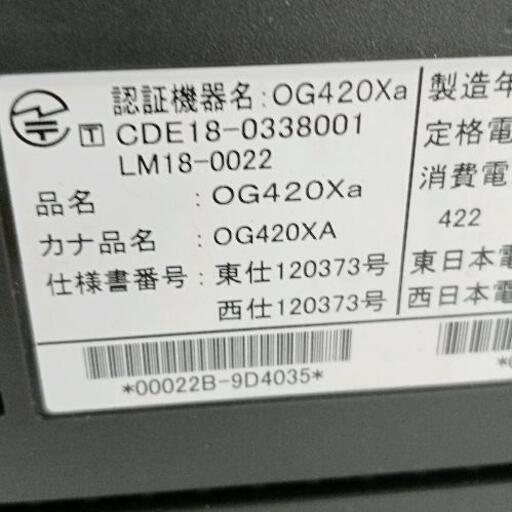 認証機器名:OG420Xa
T CDE18-0338001
LM18-0022
品名 :OG420Xa
カナ品名 :OG420XA
仕様書番号:東仕120373号
西仕120373号
*00022B-9D4035*
製造年
定格電
消費電
422
東日本電
西日本電